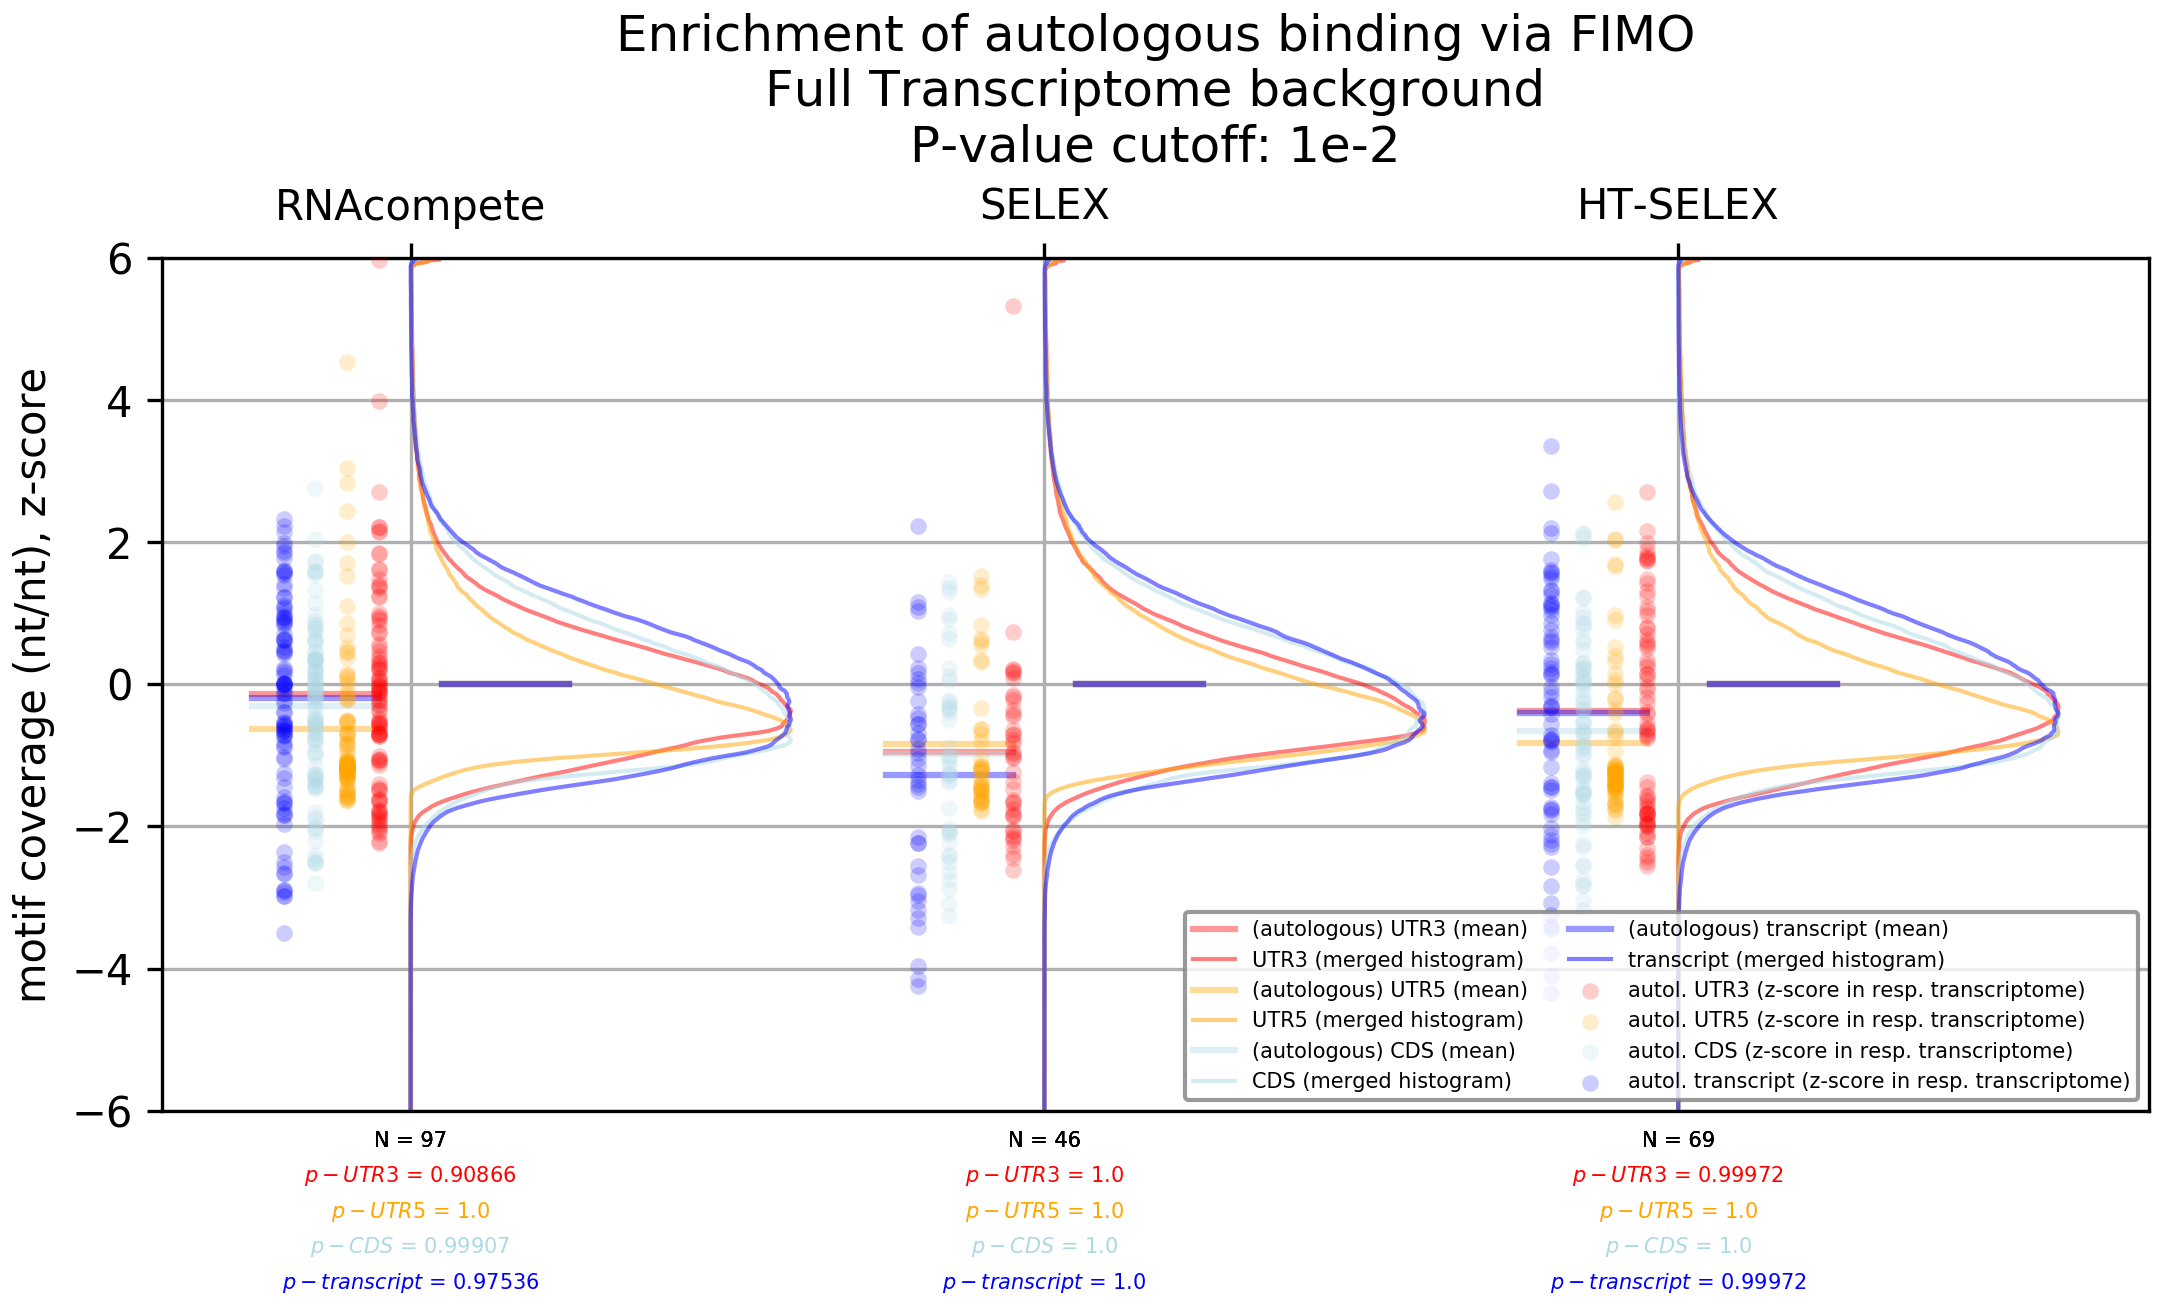 Enrichment of autologous binding via FIMO
Full Transcriptome background
P-value cutoff: 1e-2
RNAcompete
SELEX
HT-SELEX
motif coverage (nt/nt), z-score
6
4
2
0
−2
−4
−6
(autologous) UTR3 (mean)
UTR3 (merged histogram)
(autologous) UTR5 (mean)
UTR5 (merged histogram)
(autologous) CDS (mean)
CDS (merged histogram)
(autologous) transcript (mean)
transcript (merged histogram)
autol. UTR3 (z-score in resp. transcriptome)
autol. UTR5 (z-score in resp. transcriptome)
autol. CDS (z-score in resp. transcriptome)
autol. transcript (z-score in resp. transcriptome)
N = 97
p − UTR3 = 0.90866
p − UTR5 = 1.0
p − CDS = 0.99907
p − transcript = 0.97536
N = 46
p − UTR3 = 1.0
p − UTR5 = 1.0
p − CDS = 1.0
p − transcript = 1.0
N = 69
p − UTR3 = 0.99972
p − UTR5 = 1.0
p − CDS = 1.0
p − transcript = 0.99972